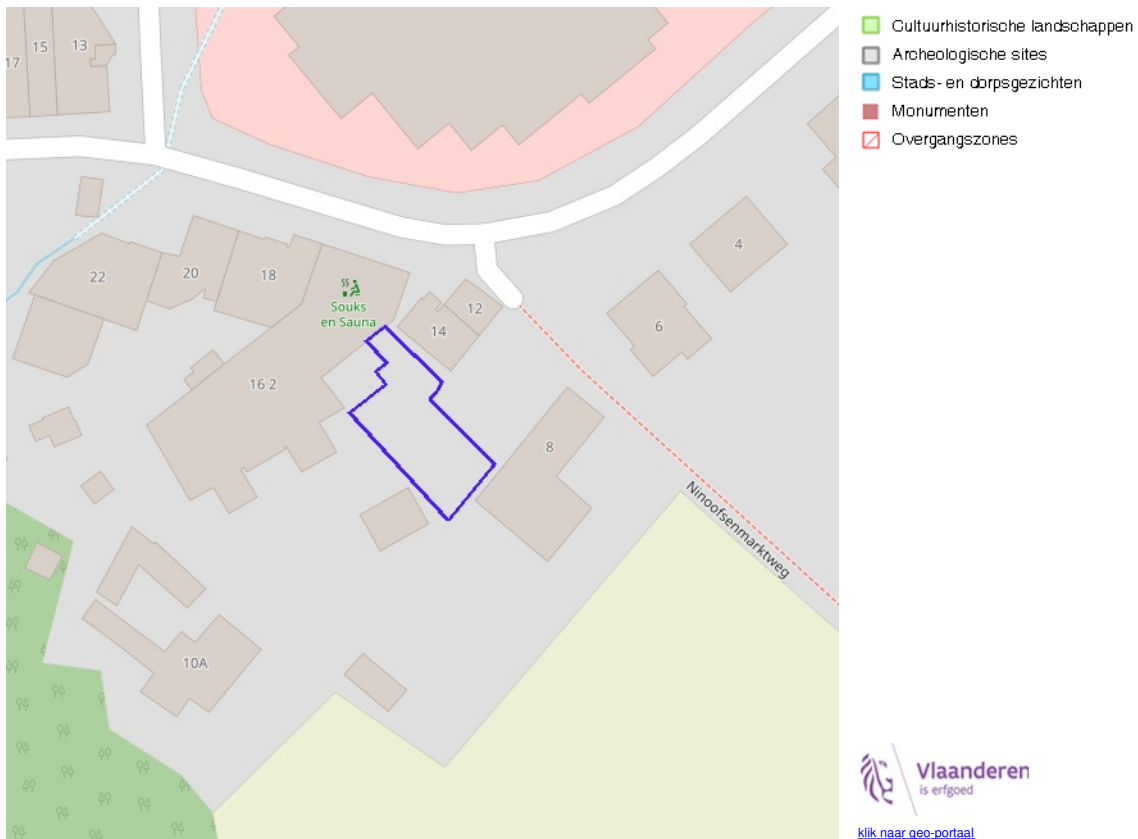 15
13
17
22
20
18
Souks
en Sauna
12
14
4
6
16 2
8
Ninoofsenmarktweg
10A
Cultuurhistorische landschappen
Archeologische sites
Stads- en dorpsgezichten
Monumenten
Overgangszones
Vlaanderen
is erfgoed
klik naar geo-portaal